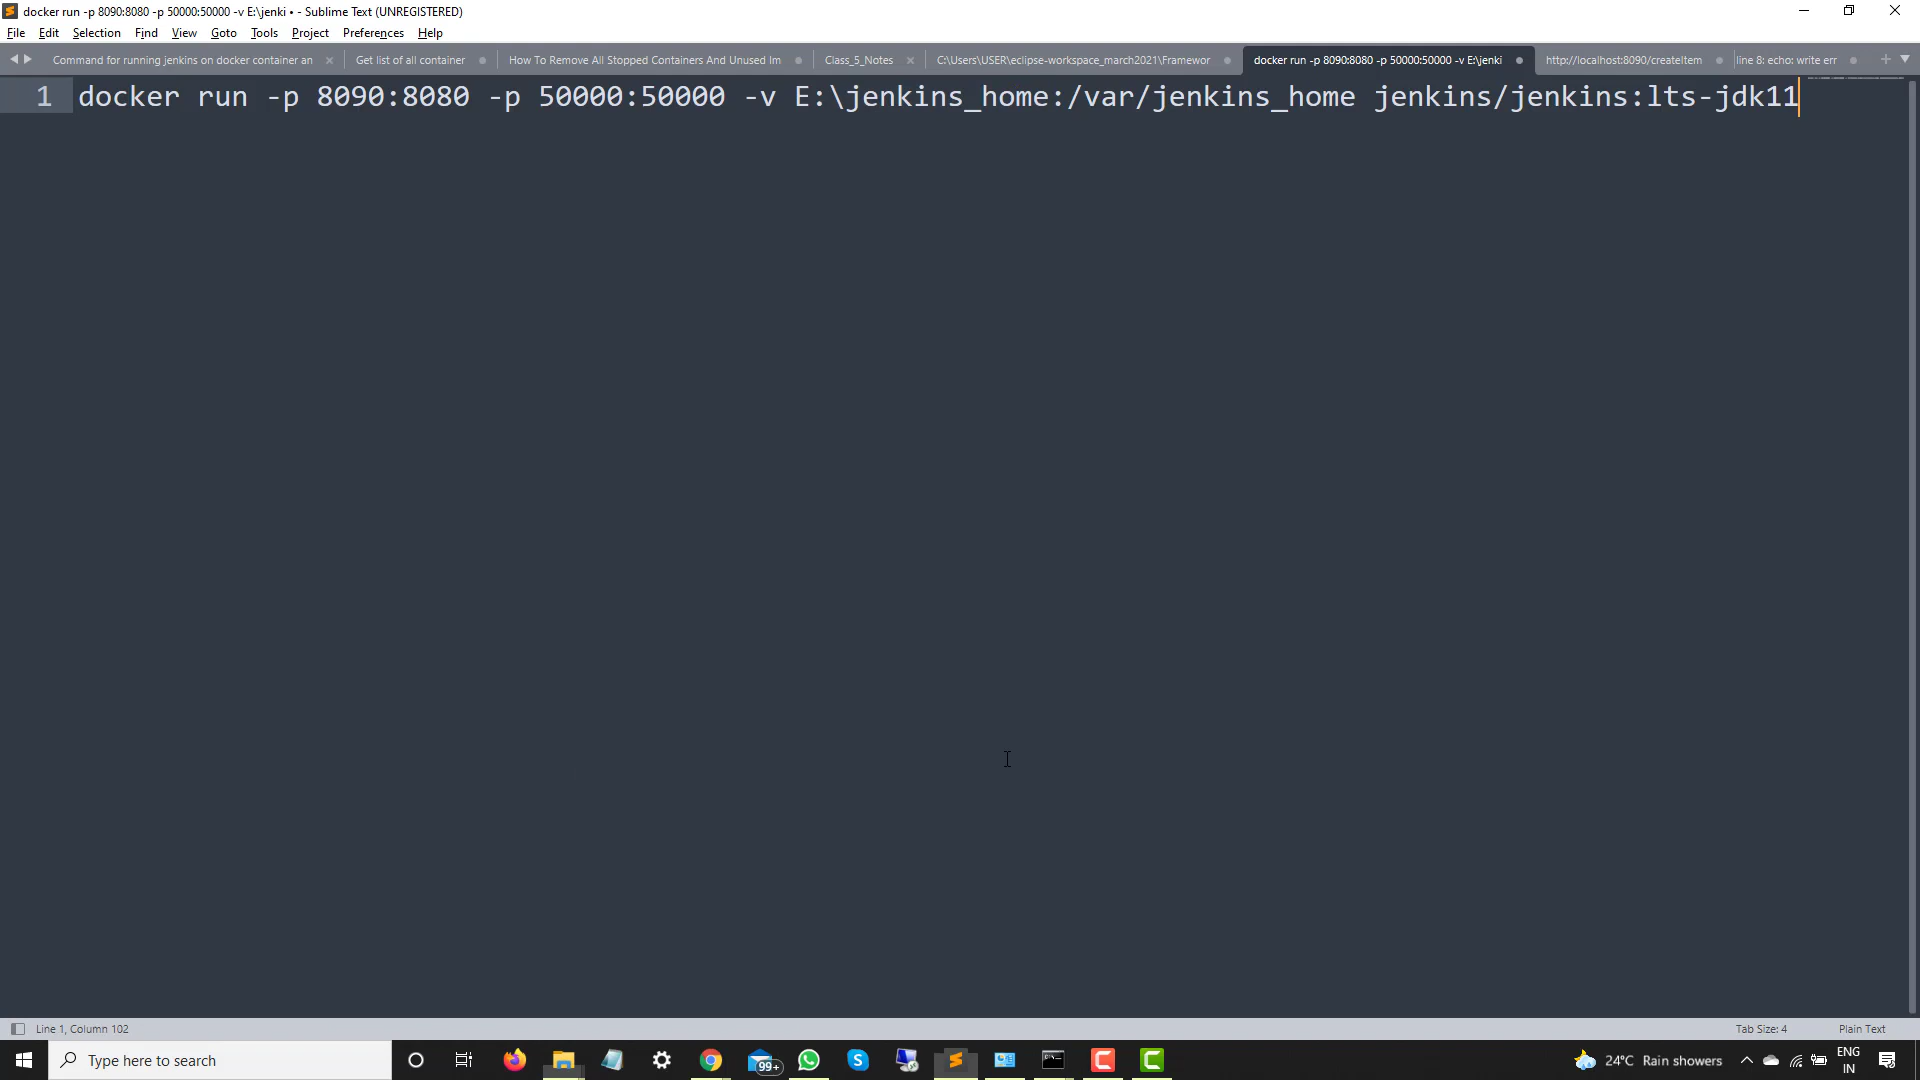 docker run -p 8090:8080 -p 50000:50000 -v E:\jenki • - Sublime Text (UNREGISTERED)
File Edit Selection Find View Goto Tools Project Preferences Help
Command for running jenkins on docker container an Get list of all container How To Remove All Stopped Containers And Unused Im Class_5_Notes C:\Users\USER\eclipse-workspace_march2021\Framewor docker run -p 8090:8080 -p 50000:50000 -v E:\jenki http://localhost:8090/createItem line 8: echo: write err
1 docker run -p 8090:8080 -p 50000:50000 -v E:\jenkins_home:/var/jenkins_home jenkins/jenkins:lts-jdk11
Line 1, Column 102 Tab Size: 4 Plain Text
Type here to search 99+ 24°C Rain showers ENG
IN